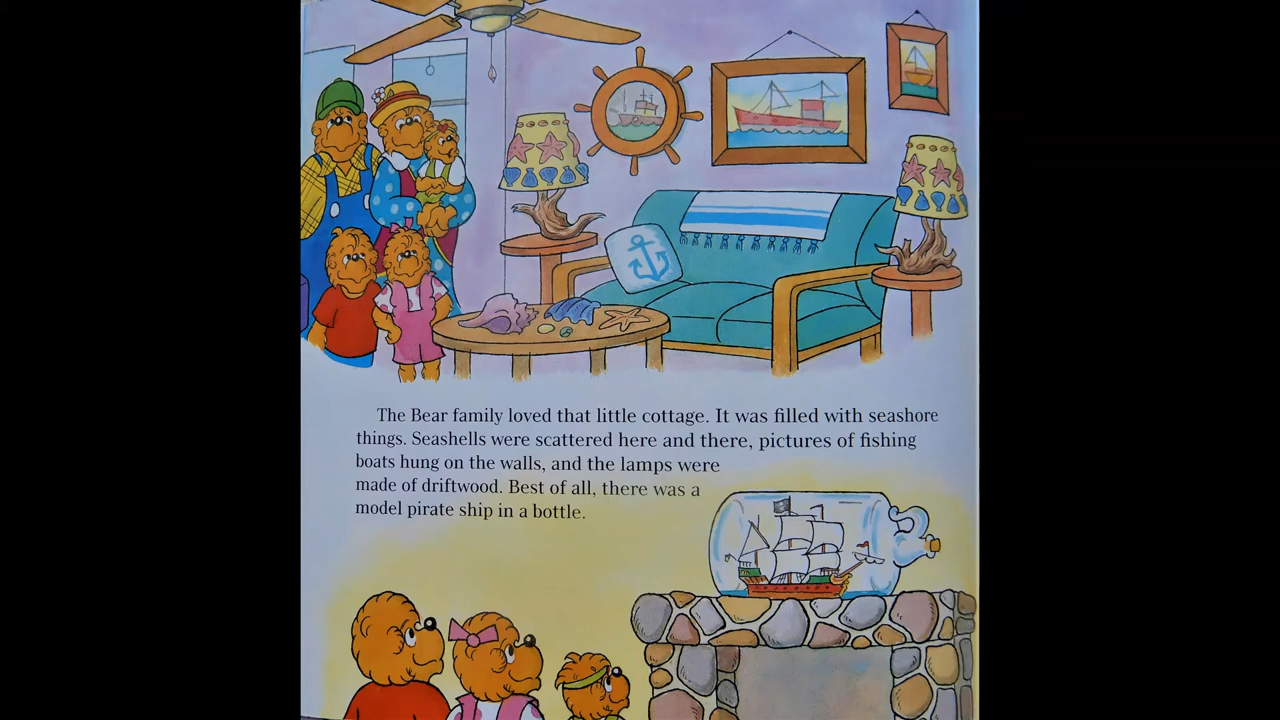 The Bear family loved that little cottage. It was filled with seashore
things. Seashells were scattered here and there, pictures of fishing
boats hung on the walls, and the lamps were
made of driftwood. Best of all, there was a
model pirate ship in a bottle.